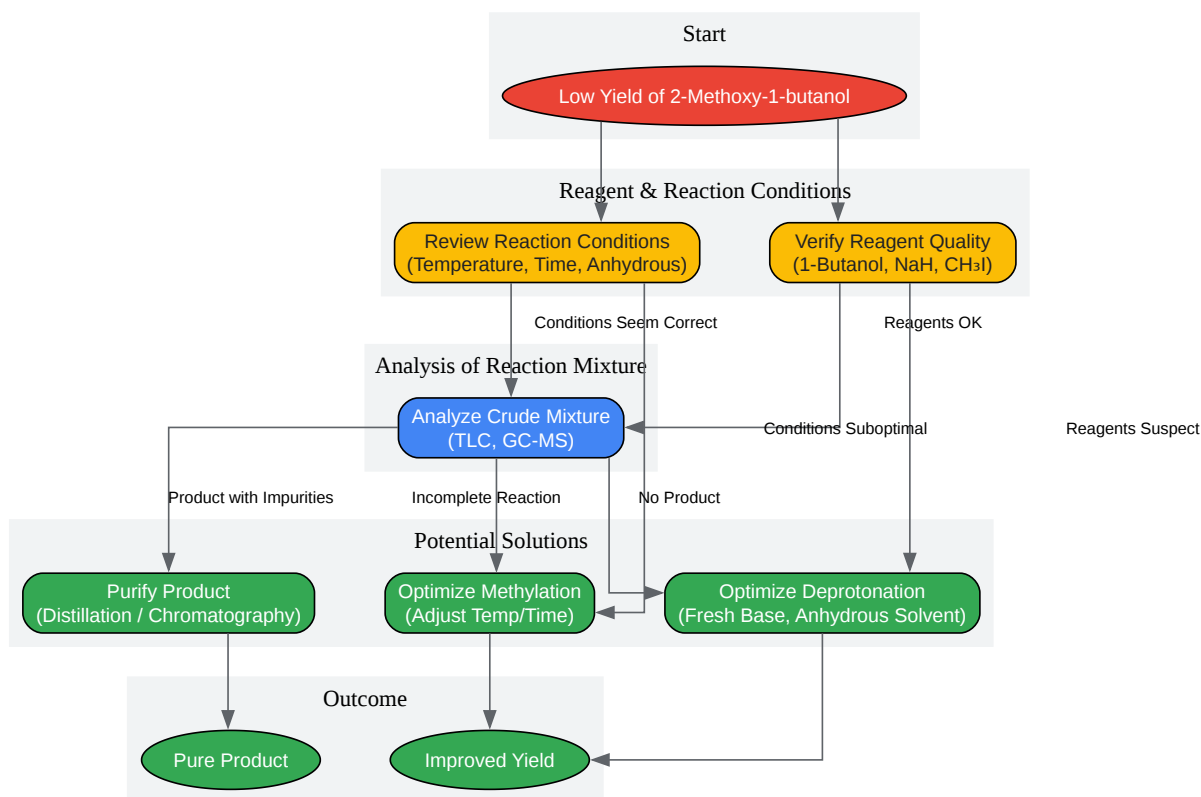 Start
Low Yield of 2-Methoxy-1-butanol
Reagent & Reaction Conditions
Review Reaction Conditions
(Temperature, Time, Anhydrous)
Verify Reagent Quality
(1-Butanol, NaH, CH₃I)
Conditions Seem Correct
Reagents OK
Analysis of Reaction Mixture
Analyze Crude Mixture
(TLC, GC-MS)
Conditions Suboptimal
Reagents Suspect
Product with Impurities
Incomplete Reaction
No Product
Potential Solutions
Purify Product
(Distillation / Chromatography)
Optimize Methylation
(Adjust Temp/Time)
Optimize Deprotonation
(Fresh Base, Anhydrous Solvent)
Outcome
Pure Product
Improved Yield